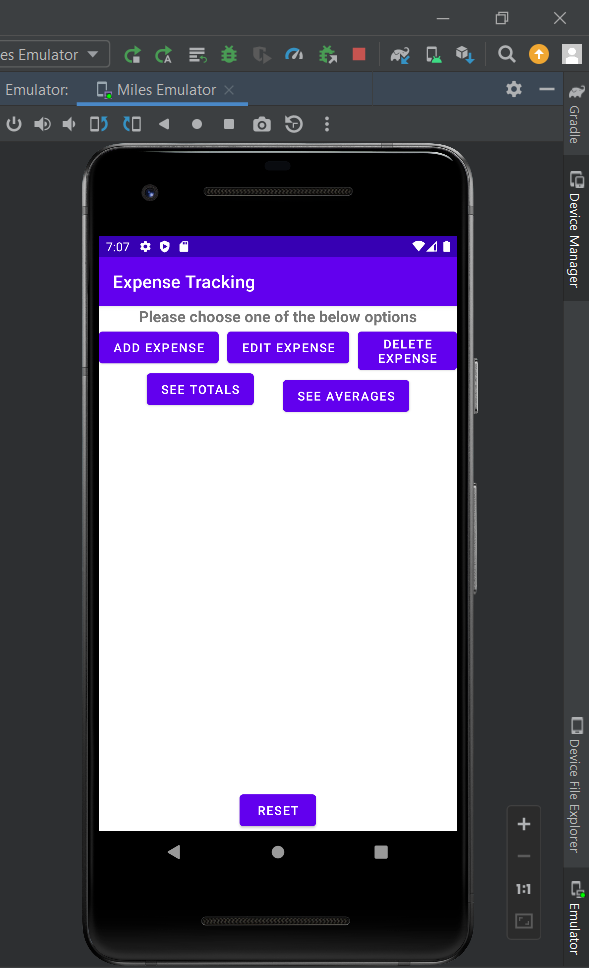 es Emulator
Emulator:
Miles Emulator
Gradle
Device Manager
7:07
Expense Tracking
Please choose one of the below options
ADD EXPENSE
EDIT EXPENSE
DELETE
EXPENSE
SEE TOTALS
SEE AVERAGES
RESET
Device File Explorer
1:1
Emulator